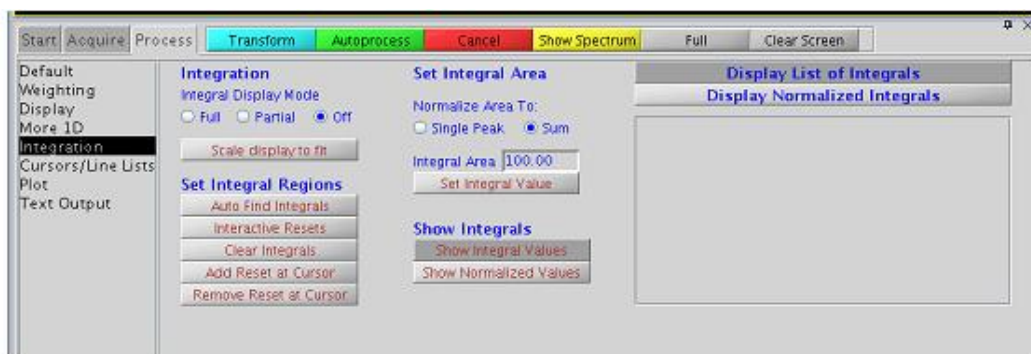 Start Acquire Process Transform Autoprocess Cancel Show Spectrum Full Clear Screen
Default
Weighting
Display
More 1D
Integration
Cursors/Line Lists
Plot
Text Output
Integration
Integral Display Mode
Full Partial Off
Scale display to fit
Set Integral Regions
Auto Find Integrals
Interactive Resets
Clear Integrals
Add Reset at Cursor
Remove Reset at Cursor
Set Integral Area
Normalize Area To:
Single Peak Sum
Integral Area 100.00
Set Integral Value
Show Integrals
Show Integral Values
Show Normalized Values
Display List of Integrals
Display Normalized Integrals